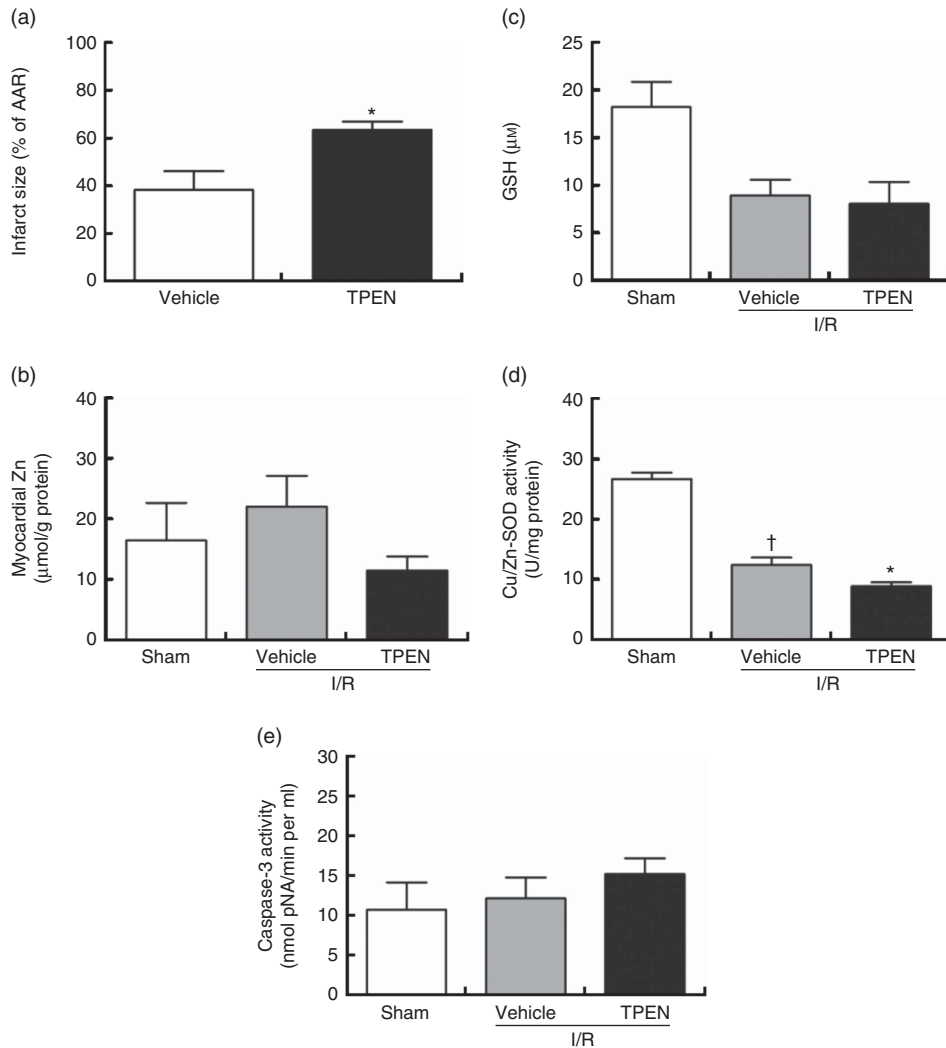 (a)
Infarct size (% of AAR)
100
80
60
40
20
0
*
Vehicle
TPEN
(c)
GSH (μM)
25
20
15
10
5
0
Sham
Vehicle
TPEN
I/R
(b)
Myocardial Zn
(μmol/g protein)
40
30
20
10
0
Sham
Vehicle
TPEN
I/R
(d)
Cu/Zn-SOD activity
(U/mg protein)
40
30
20
10
0
†
*
Sham
Vehicle
TPEN
I/R
(e)
Caspase-3 activity
(nmol pNA/min per ml)
30
25
20
15
10
5
0
Sham
Vehicle
TPEN
I/R